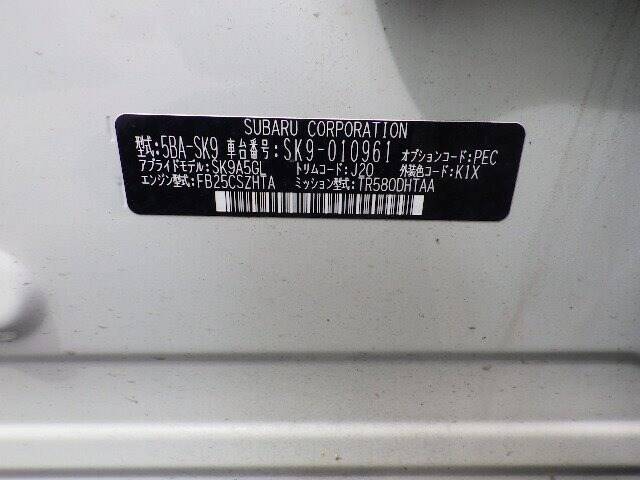 SUBARU CORPORATION
型式:5BA-SK9 車台番号:SK9-010961 オプションコード:PEC
アプライドモデル:SK9A5GL トリムコード:J20 外装色コード:K1X
エンジン型式:FB25CSZHTA ミッション型式:TR580DHTAA